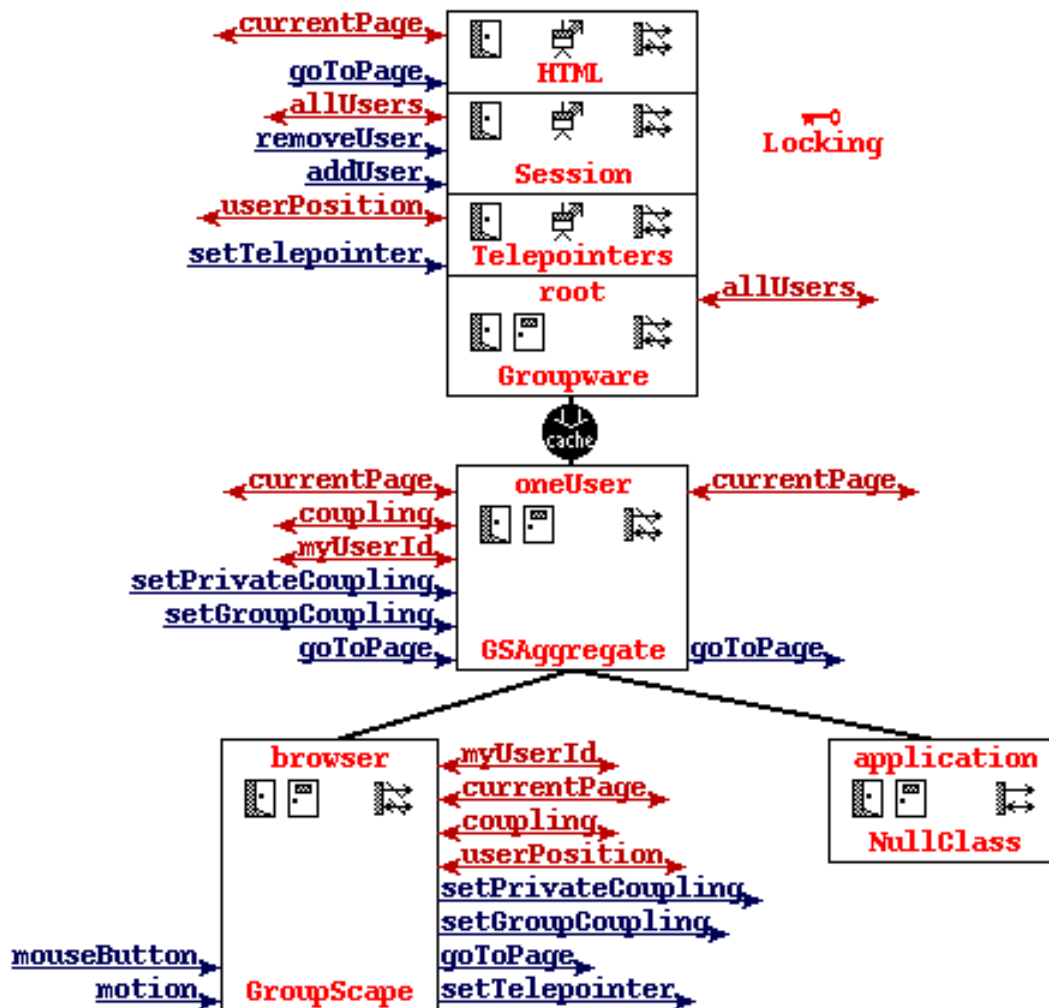 currentPage
goToPage
HTML
allUsers
removeUser
addUser
Session
Locking
userPosition
setTelepointer
Telepointers
root
allUsers
Groupware
cache
currentPage
oneUser
currentPage
coupling
myUserId
setPrivateCoupling
setGroupCoupling
goToPage
GSAggregate
goToPage
browser
myUserId
application
currentPage
coupling
NullClass
userPosition
setPrivateCoupling
setGroupCoupling
mouseButton
goToPage
motion
GroupScape
setTelepointer